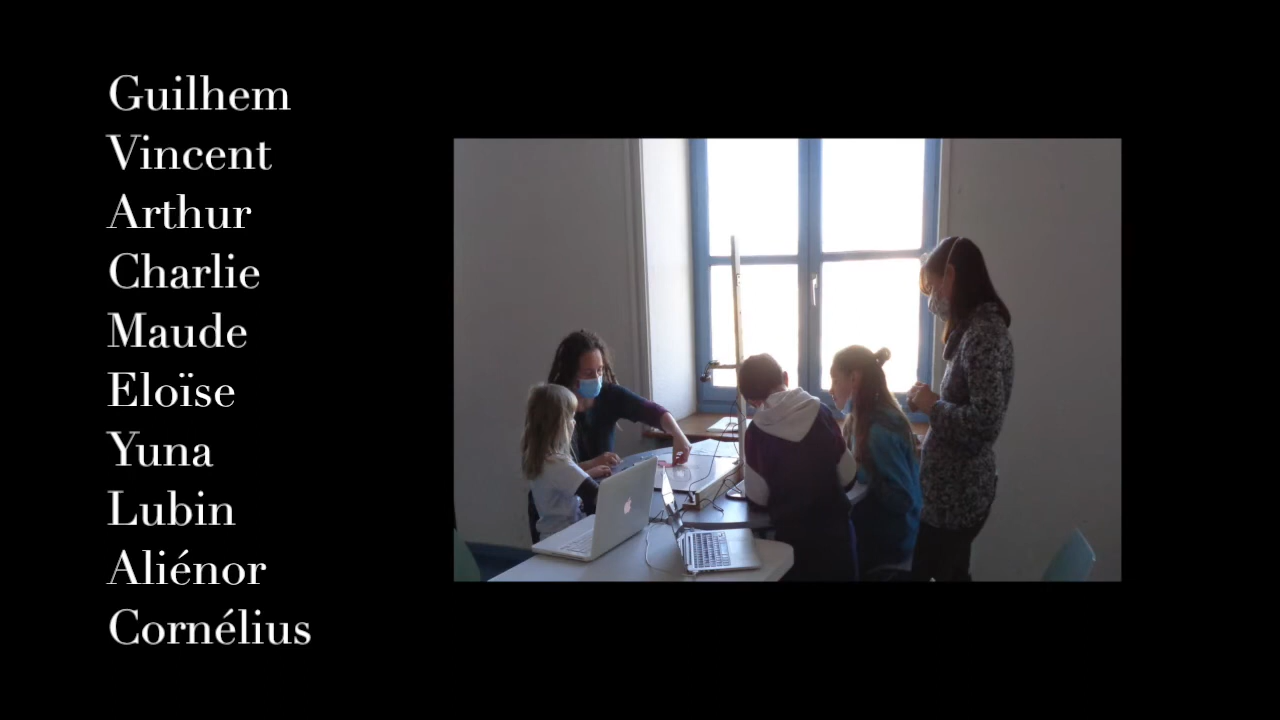 Guilhem
Vincent
Arthur
Charlie
Maude
Eloïse
Yuna
Lubin
Aliénor
Cornélius